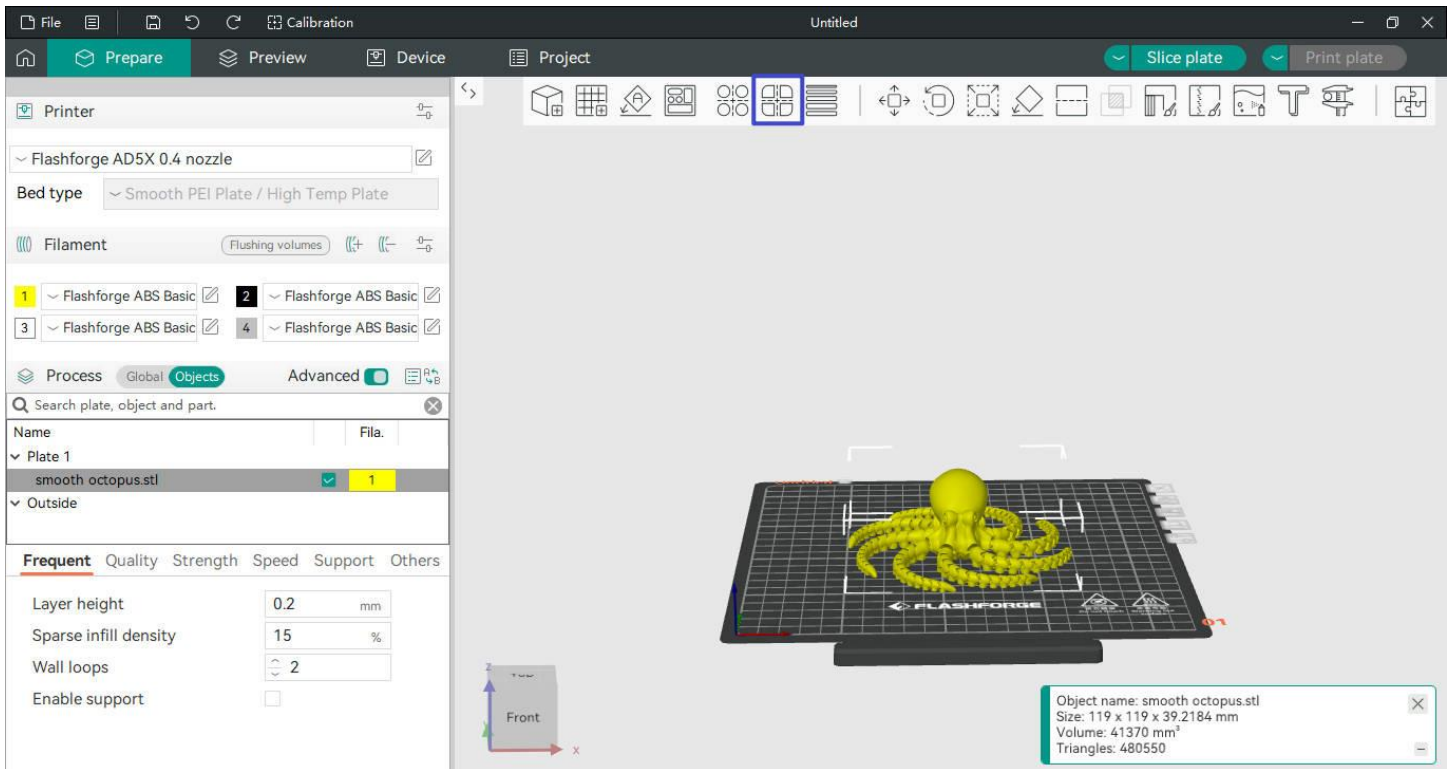 File
Calibration
Untitled
Prepare
Preview
Device
Project
Slice plate
Print plate
Printer
Flashforge AD5X 0.4 nozzle
Bed type
Smooth PEI Plate / High Temp Plate
Filament
Flushing volumes
1 Flashforge ABS Basic
2 Flashforge ABS Basic
3 Flashforge ABS Basic
4 Flashforge ABS Basic
Process
Global
Objects
Advanced
Search plate, object and part.
Name
Fila.
Plate 1
smooth octopus.stl
1
Outside
Frequent
Quality
Strength
Speed
Support
Others
Layer height
0.2
mm
Sparse infill density
15
%
Wall loops
2
Enable support
FLASHFORGE
01
z
Front
x
Object name: smooth octopus.stl
Size: 119 x 119 x 39.2184 mm
Volume: 41370 mm³
Triangles: 480550